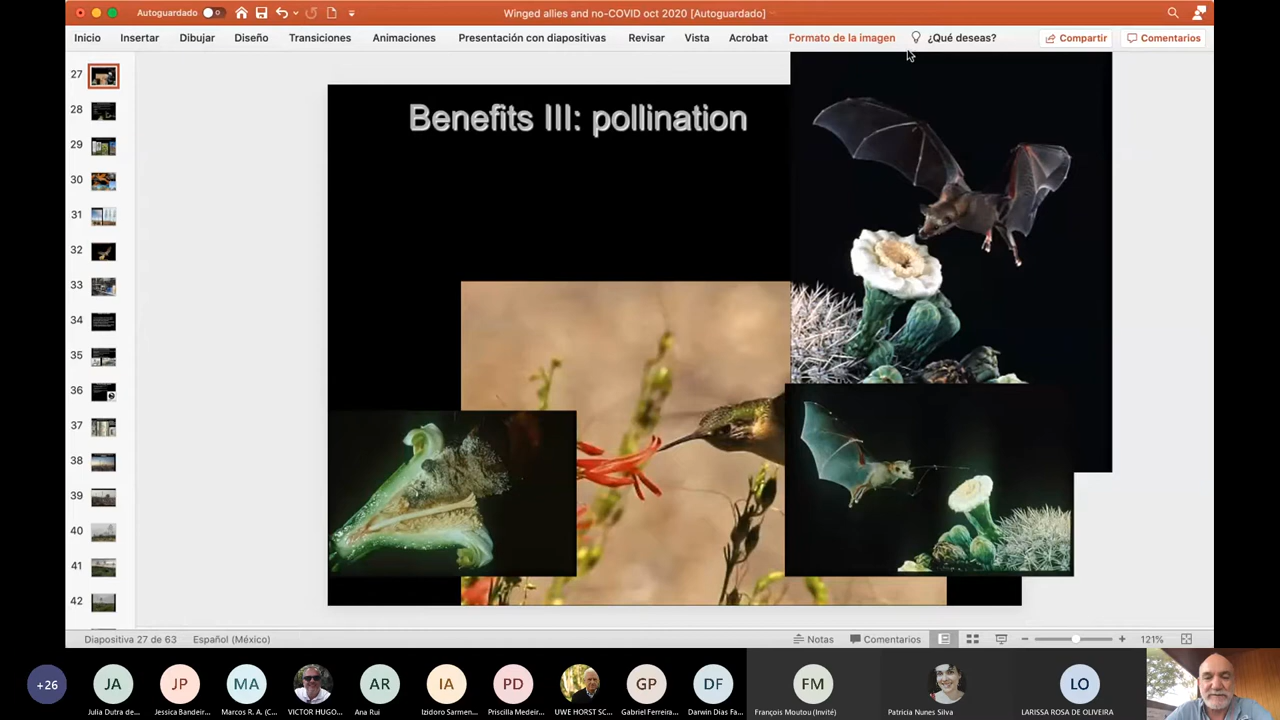 Autoguardado
Winged allies and no-COVID oct 2020 [Autoguardado]
Inicio Insertar Dibujar Diseño Transiciones Animaciones Presentación con diapositivas Revisar Vista Acrobat Formato de la imagen ¿Qué deseas? Compartir Comentarios
27
28
29
30
31
32
33
34
35
36
37
38
39
40
41
42
Benefits III: pollination
Diapositiva 27 de 63 Español (México) Notas Comentarios 121%
+26 JA JP MA AR IA PD GP DF FM LO
Julia Dutra de... Jessica Bandeir... Marcos R. A. (C... VICTOR HUGO... Ana Rui Izidoro Sarmen... Priscilla Medeir... UWE HORST SC... Gabriel Ferreira... Darwin Dias Fa... François Moutou (Invité) Patricia Nunes Silva LARISSA ROSA DE OLIVEIRA